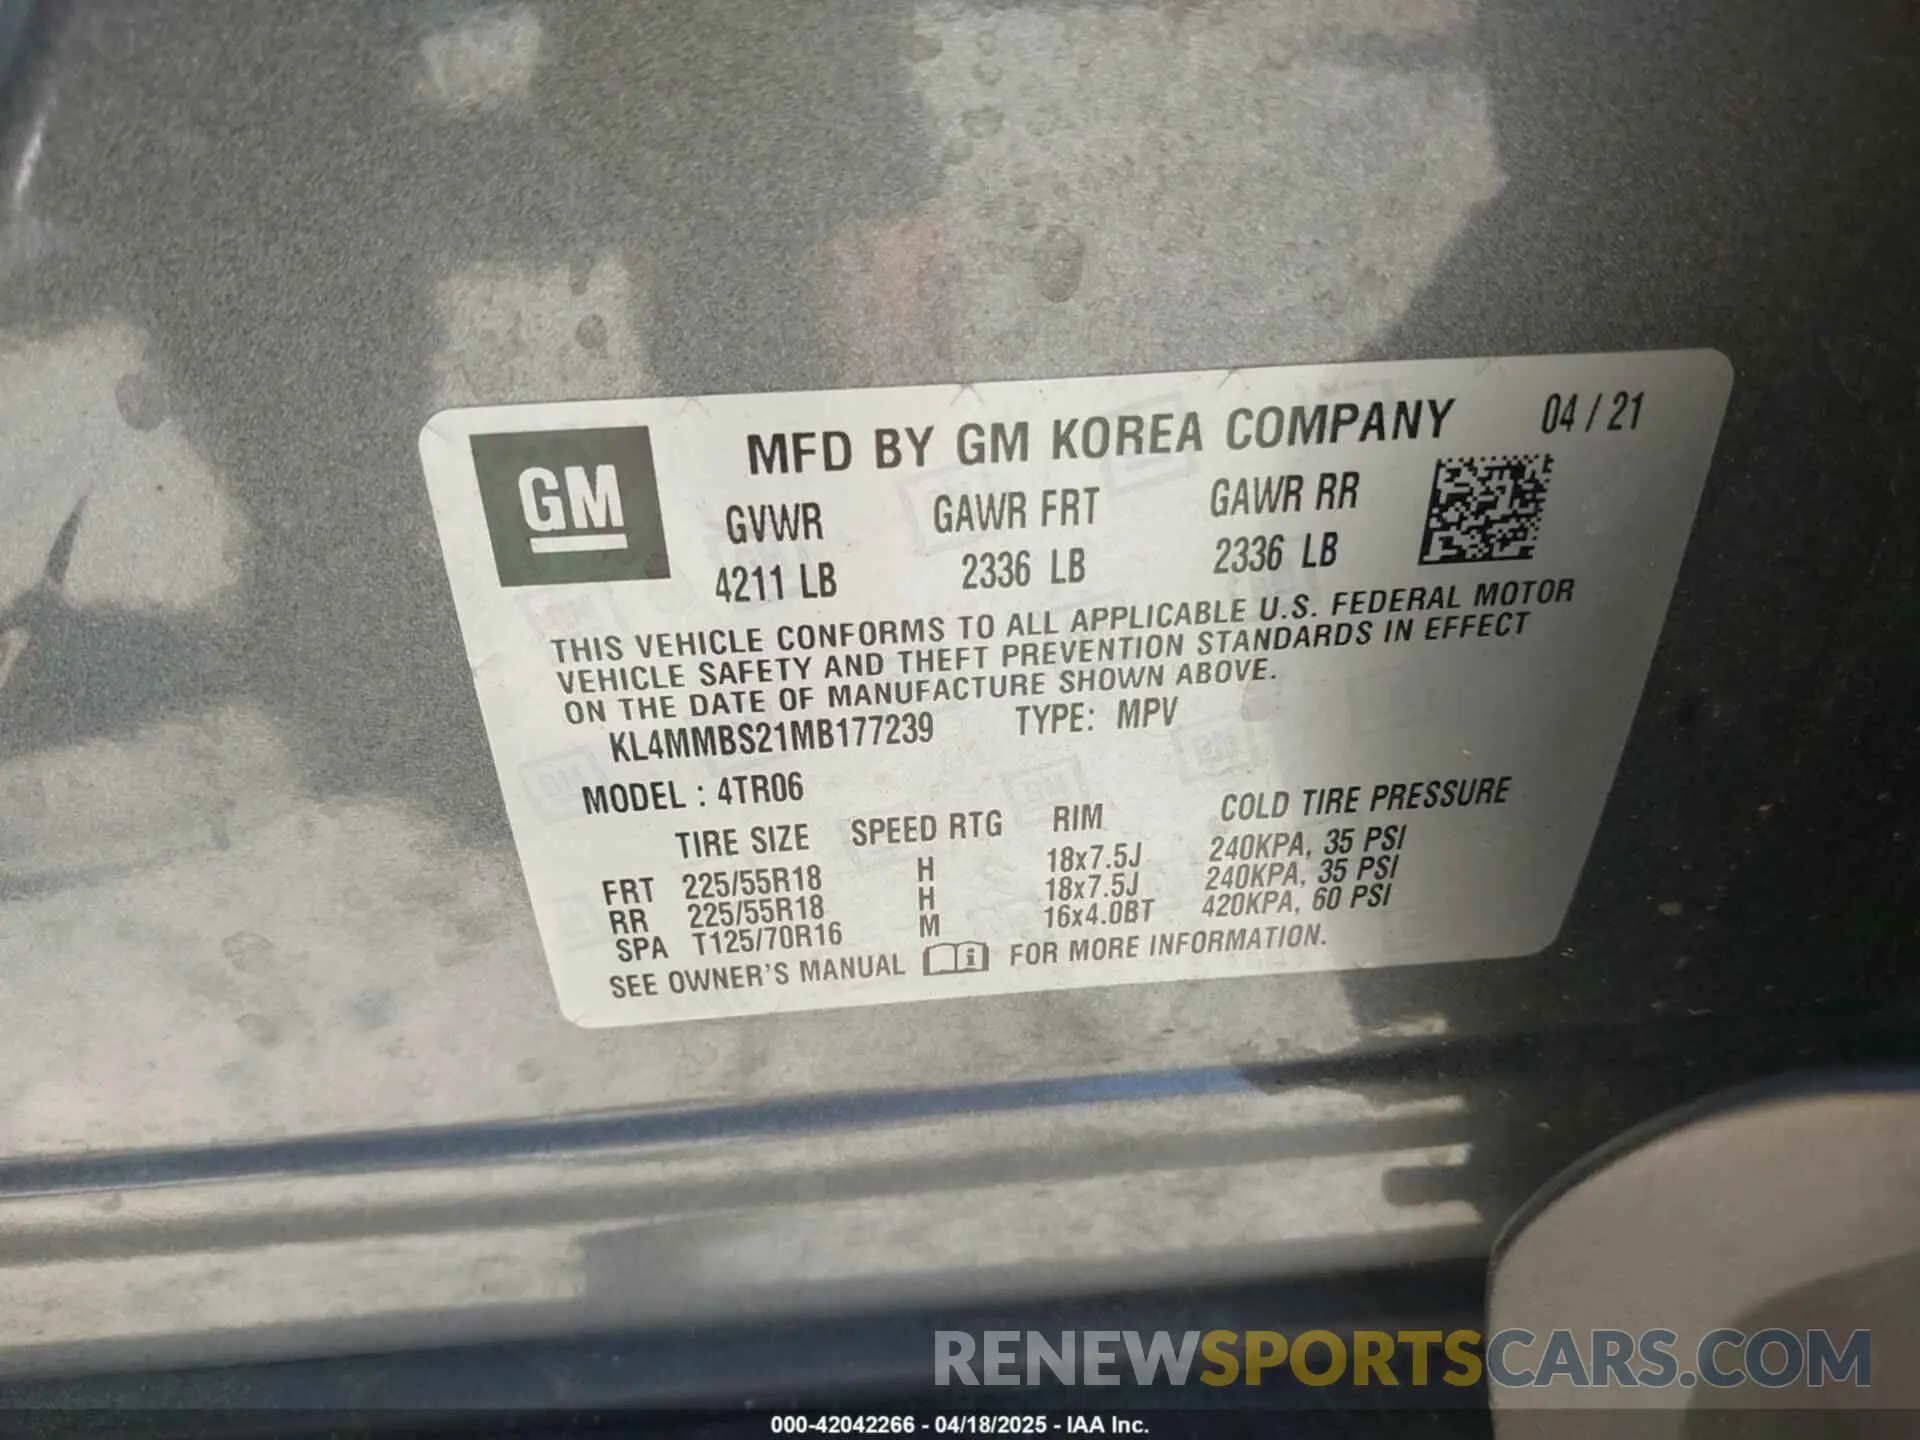 GM
MFD BY GM KOREA COMPANY 04 / 21
GVWR GAWR FRT GAWR RR
4211 LB 2336 LB 2336 LB
THIS VEHICLE CONFORMS TO ALL APPLICABLE U.S. FEDERAL MOTOR
VEHICLE SAFETY AND THEFT PREVENTION STANDARDS IN EFFECT
ON THE DATE OF MANUFACTURE SHOWN ABOVE.
KL4MMBS21MB177239 TYPE: MPV
MODEL : 4TR06
TIRE SIZE SPEED RTG RIM COLD TIRE PRESSURE
FRT 225/55R18 H 18x7.5J 240KPA, 35 PSI
RR 225/55R18 H 18x7.5J 240KPA, 35 PSI
SPA T125/70R16 M 16x4.0BT 420KPA, 60 PSI
SEE OWNER'S MANUAL i FOR MORE INFORMATION.
RENEWSPORTSCARS.COM
000-42042266 - 04/18/2025 - IAA Inc.